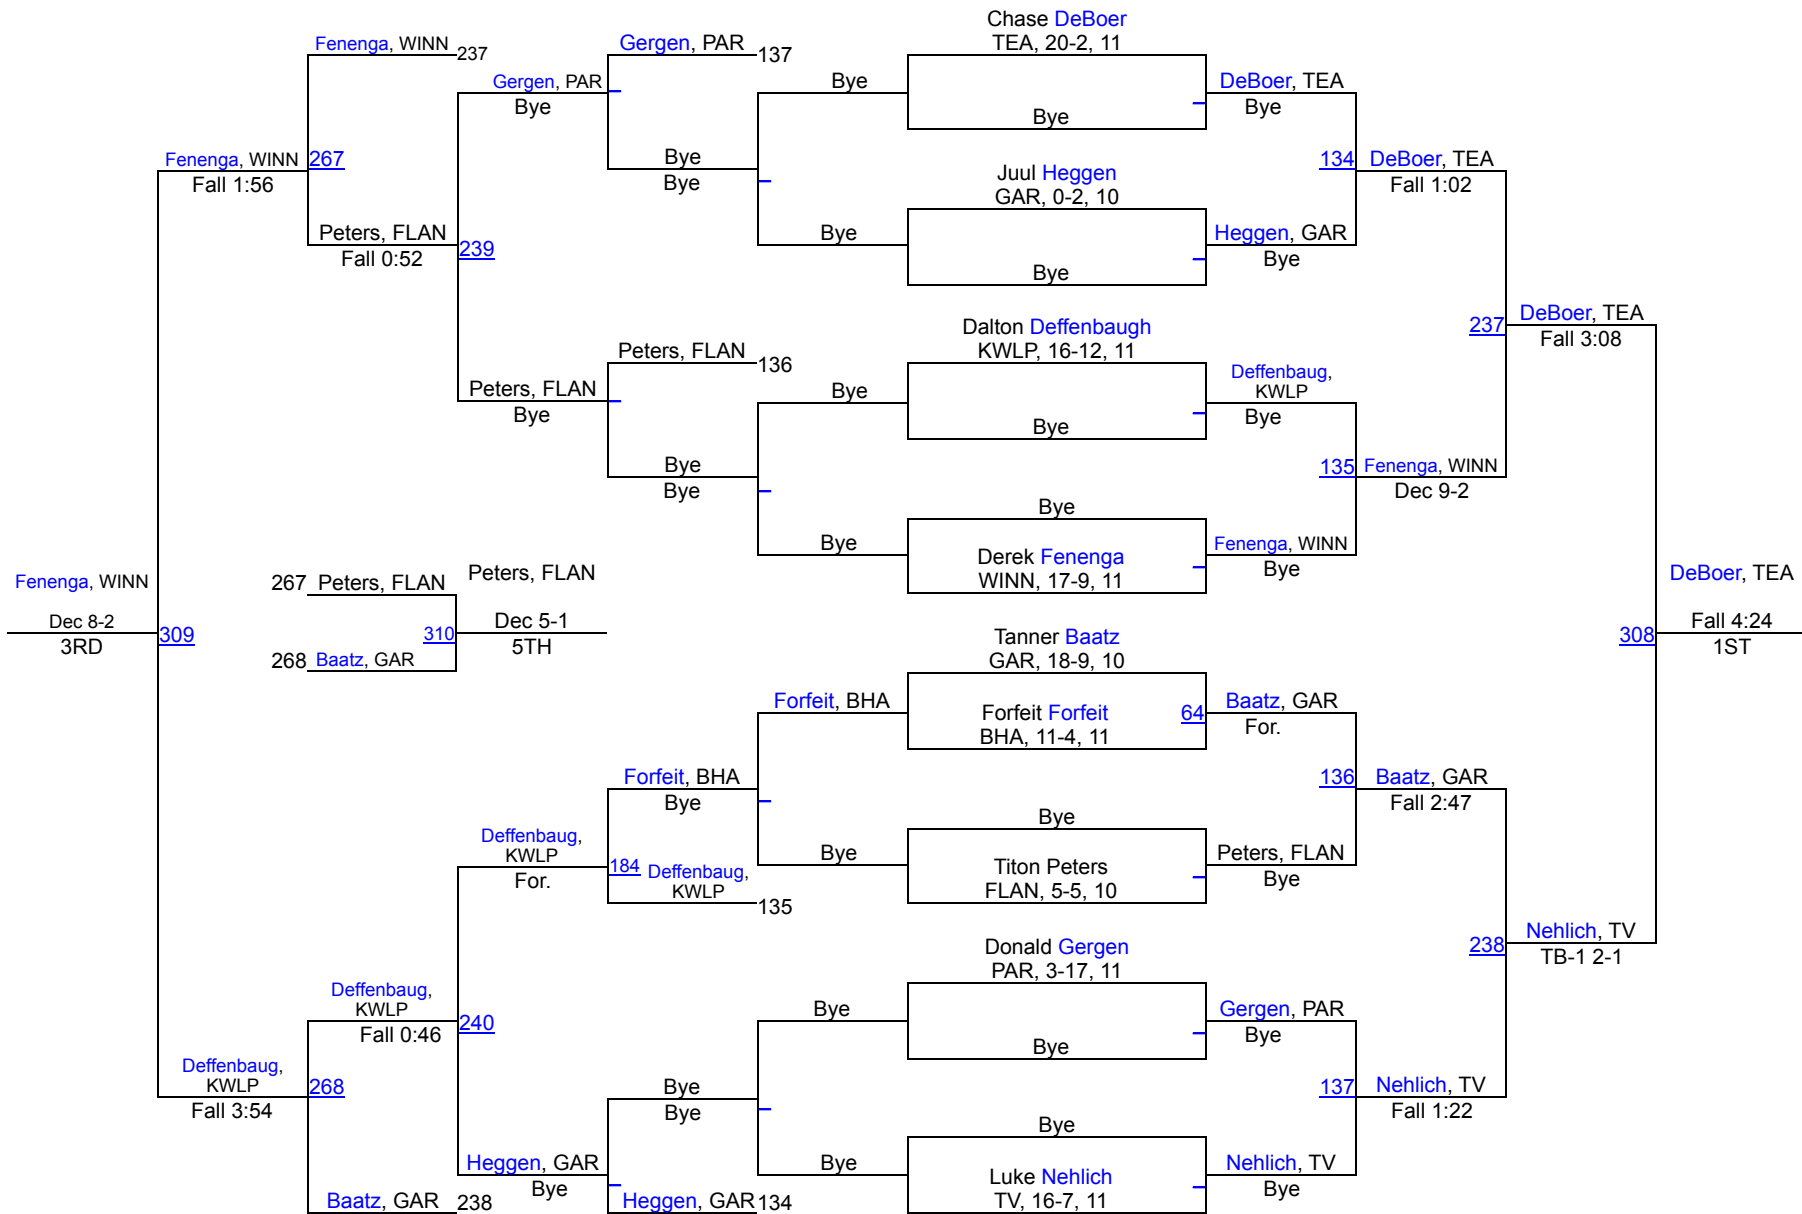 Chase DeBoer
TEA, 20-2, 11
Fenenga, WINN
237
Gergen, PAR
137
Gergen, PAR
Bye
Bye
Bye
DeBoer, TEA
Bye
Fenenga, WINN
267
Fall 1:56
Bye
Bye
Juul Heggen
GAR, 0-2, 10
134
DeBoer, TEA
Fall 1:02
Peters, FLAN
239
Fall 0:52
Bye
Bye
Heggen, GAR
Bye
Dalton Deffenbaugh
KWLP, 16-12, 11
237
DeBoer, TEA
Fall 3:08
Peters, FLAN
136
Peters, FLAN
Bye
Bye
Bye
Deffenbaug,
KWLP
Bye
Bye
Bye
135
Fenenga, WINN
Dec 9-2
Bye
Bye
Derek Fenenga
WINN, 17-9, 11
Fenenga, WINN
Bye
Fenenga, WINN
Dec 8-2
3RD
309
267
Peters, FLAN
268
Baatz, GAR
310
Peters, FLAN
Dec 5-1
5TH
DeBoer, TEA
308
Fall 4:24
1ST
Tanner Baatz
GAR, 18-9, 10
Forfeit, BHA
Forfeit Forfeit
BHA, 11-4, 11
64
Baatz, GAR
For.
Forfeit, BHA
Bye
136
Baatz, GAR
Fall 2:47
Deffenbaug,
KWLP
For.
184
Deffenbaug,
KWLP
135
Bye
Bye
Titon Peters
FLAN, 5-5, 10
Peters, FLAN
Bye
Donald Gergen
PAR, 3-17, 11
238
Nehlich, TV
TB-1 2-1
Deffenbaug,
KWLP
Fall 0:46
240
Bye
Bye
Gergen, PAR
Bye
Deffenbaug,
KWLP
Fall 3:54
268
Bye
Bye
137
Nehlich, TV
Fall 1:22
Heggen, GAR
Bye
Bye
Bye
Luke Nehlich
TV, 16-7, 11
Nehlich, TV
Bye
Baatz, GAR
238
Heggen, GAR
134